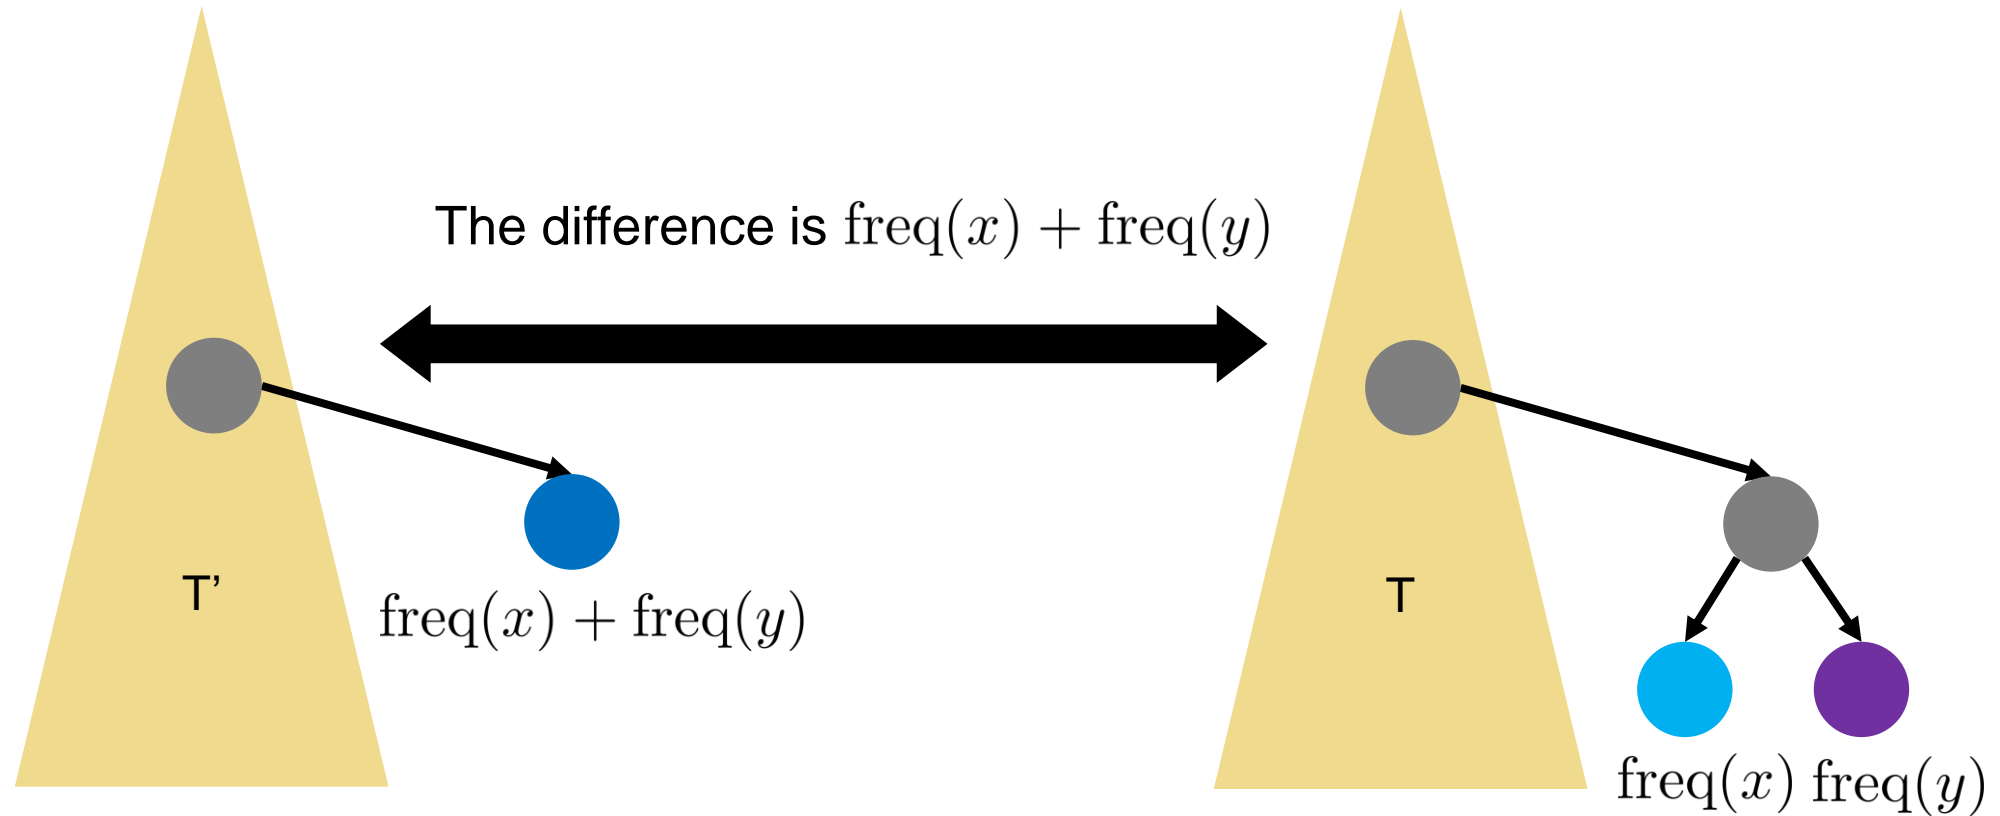 The difference is freq(x) + freq(y)
T’
T
freq(x) + freq(y)
freq(x) freq(y)